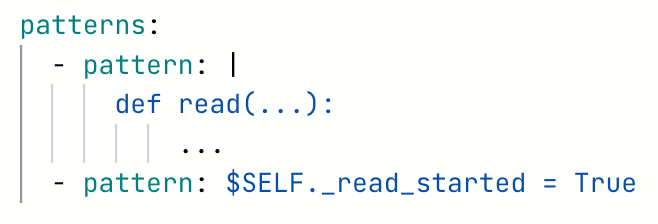 patterns:
  - pattern: |
      def read(...):
          ...
  - pattern: $SELF._read_started = True